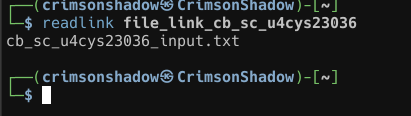 ┌──(crimsonshadow㉿CrimsonShadow)-[~]
└─$ readlink file_link_cb_sc_u4cys23036
cb_sc_u4cys23036_input.txt
┌──(crimsonshadow㉿CrimsonShadow)-[~]
└─$